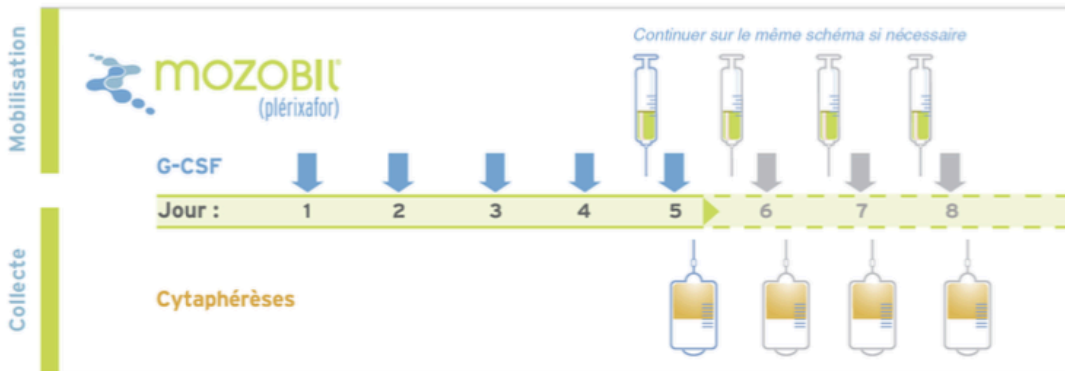 Mobilisation
Continuer sur le même schéma si nécessaire
mozobil®
(plérixafor)
G-CSF
Jour : 1 2 3 4 5 6 7 8
Collecte
Cytaphérèses